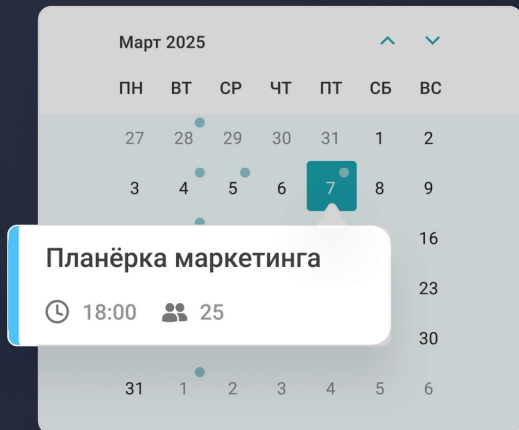 Март 2025
ПН ВТ СР ЧТ ПТ СБ ВС
27 28 29 30 31 1 2
3 4 5 6 7 8 9
16
Планёрка маркетинга
23
18:00 25
30
31 1 2 3 4 5 6